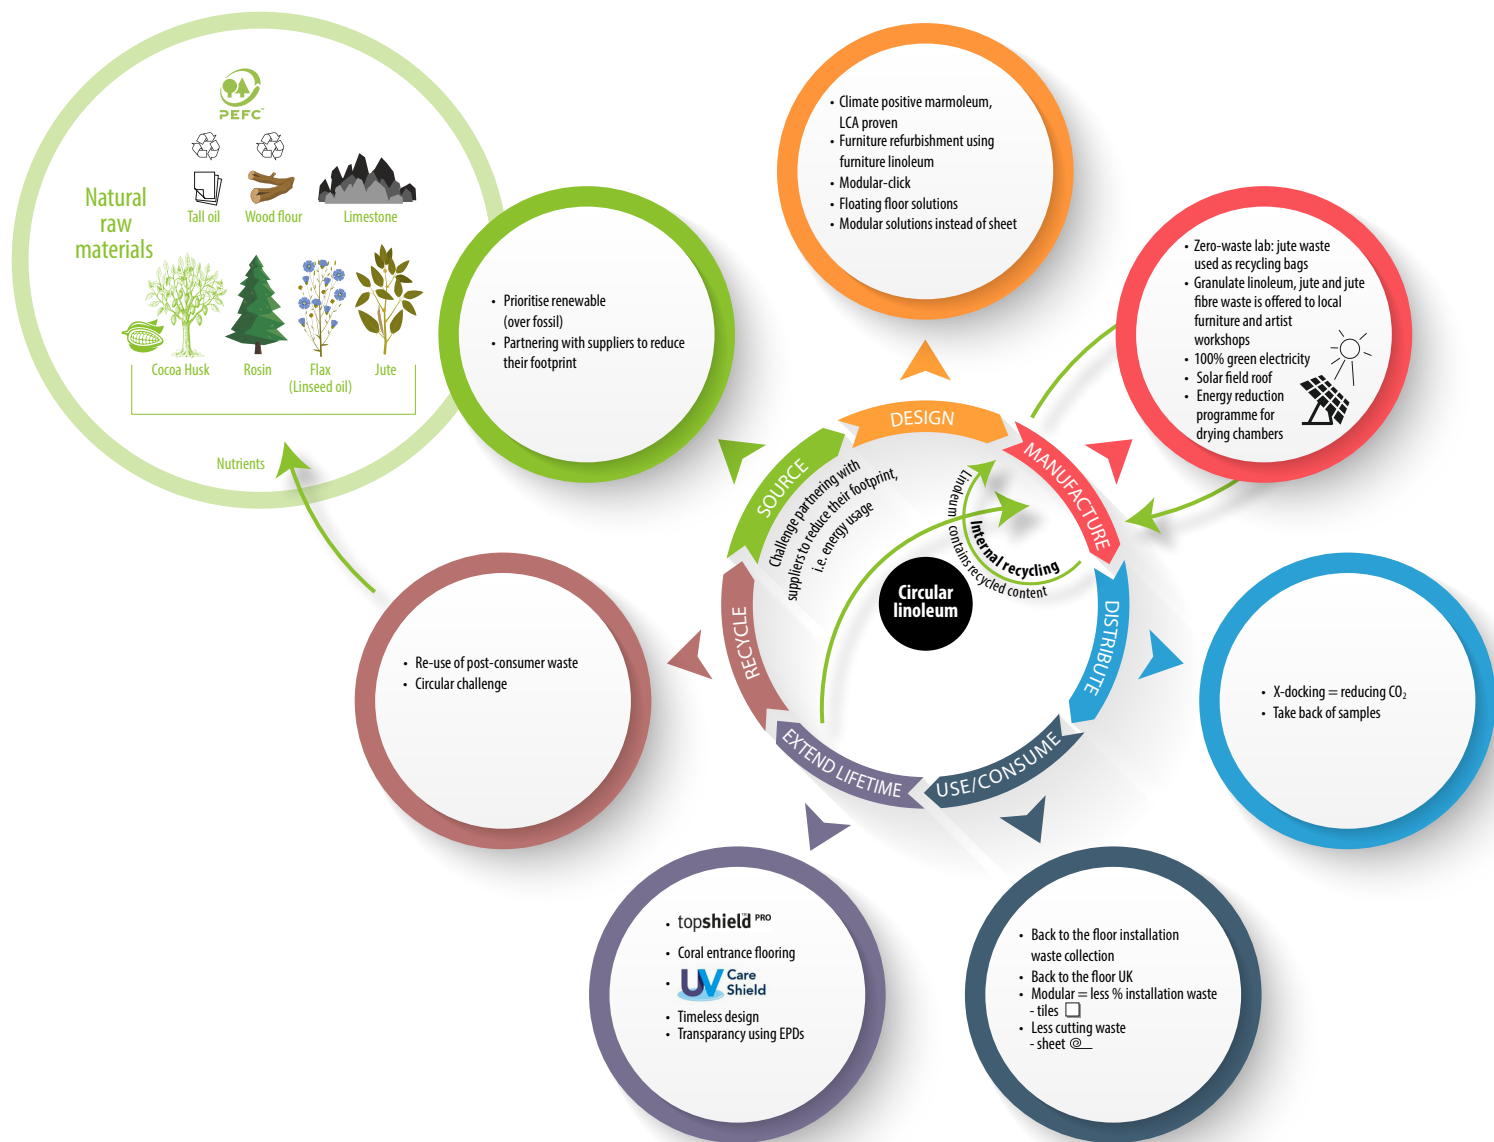 PEFC™
Natural
raw
materials
Tall oil
Wood flour
Limestone
Cocoa Husk
Rosin
Flax
(Linseed oil)
Jute
Nutrients
• Prioritise renewable
(over fossil)
• Partnering with suppliers to reduce
their footprint
• Climate positive marmoleum,
LCA proven
• Furniture refurbishment using
furniture linoleum
• Modular-click
• Floating floor solutions
• Modular solutions instead of sheet
• Zero-waste lab: jute waste
used as recycling bags
• Granulate linoleum, jute and jute
fibre waste is offered to local
furniture and artist
workshops
• 100% green electricity
• Solar field roof
• Energy reduction
programme for
drying chambers
DESIGN
SOURCE
MANUFACTURE
Challenge partnering with
suppliers to reduce their footprint,
i.e. energy usage
Linoleum contains recycled content
Internal recycling
Circular
linoleum
RECYCLE
DISTRIBUTE
EXTEND LIFETIME
USE/CONSUME
• Re-use of post-consumer waste
• Circular challenge
• X-docking = reducing CO₂
• Take back of samples
• topshield™ PRO
• Coral entrance flooring
• UV Care
Shield
• Timeless design
• Transparancy using EPDs
• Back to the floor installation
waste collection
• Back to the floor UK
• Modular = less % installation waste
- tiles
• Less cutting waste
- sheet